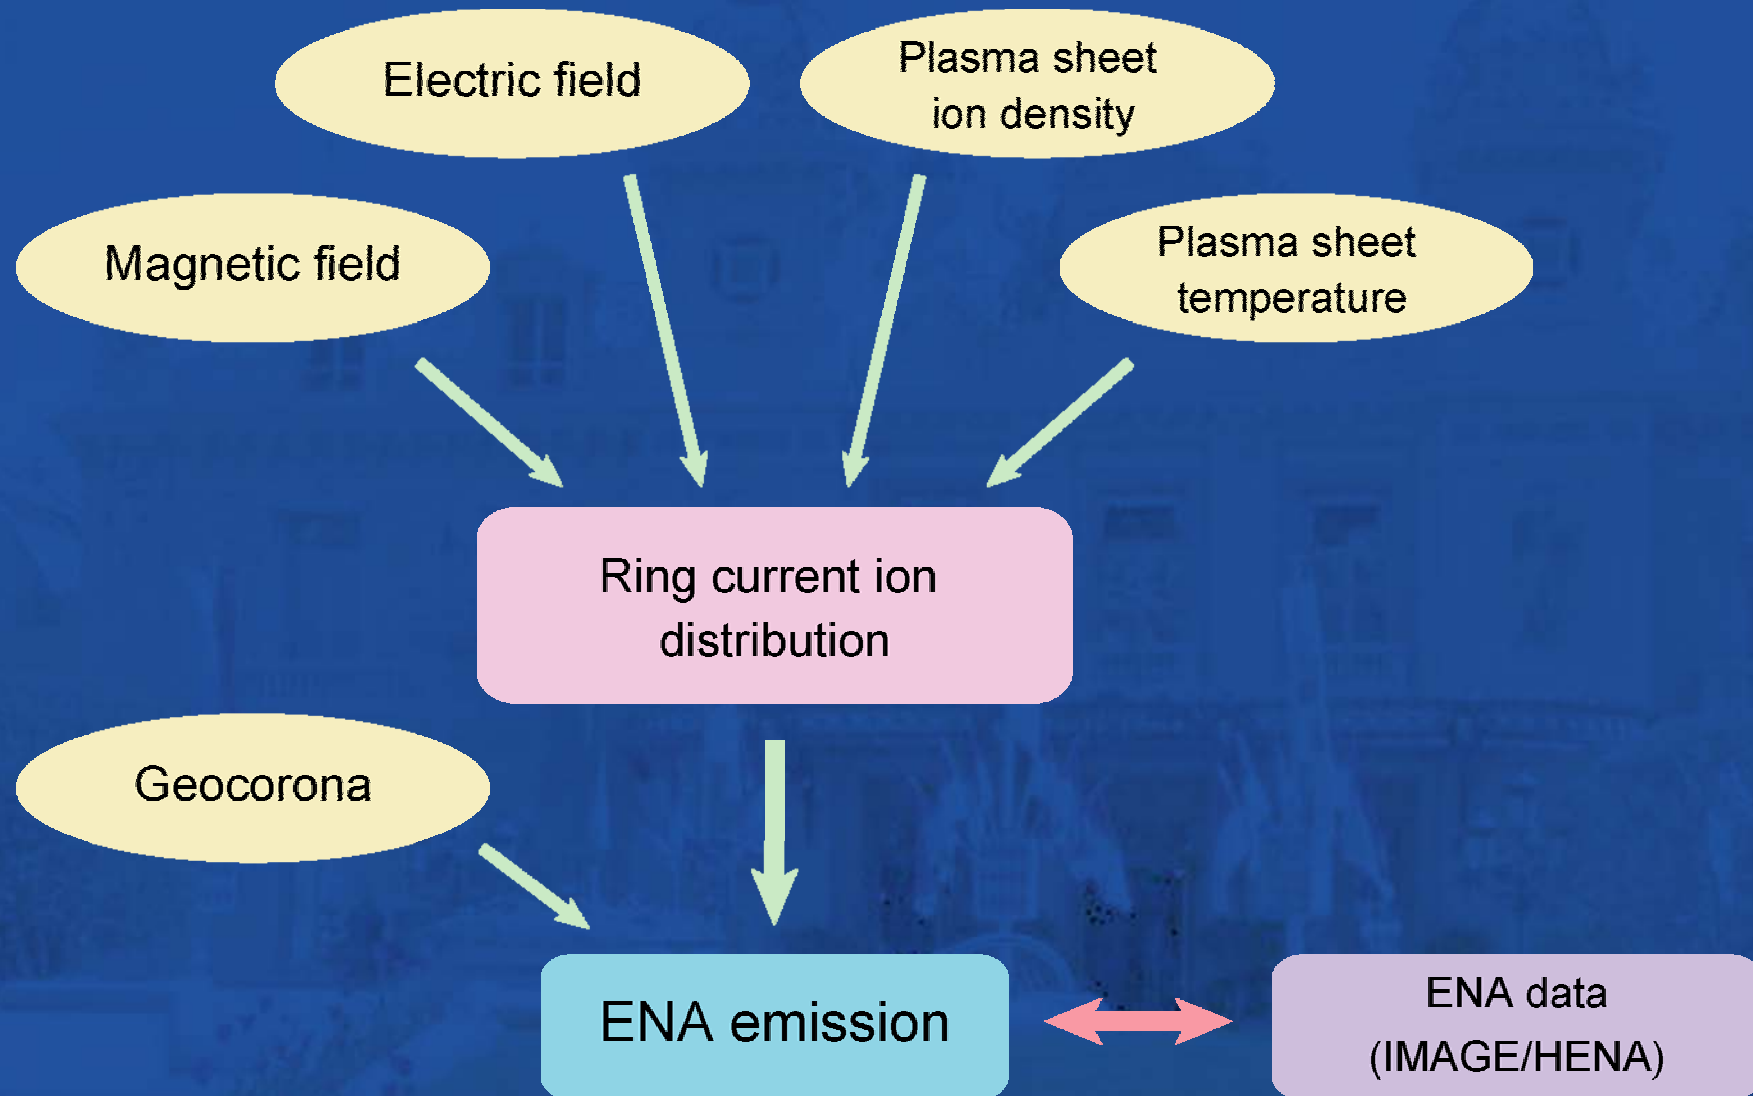 Electric field
Plasma sheet
ion density
Magnetic field
Plasma sheet
temperature
Ring current ion
distribution
Geocorona
ENA emission
ENA data
(IMAGE/HENA)